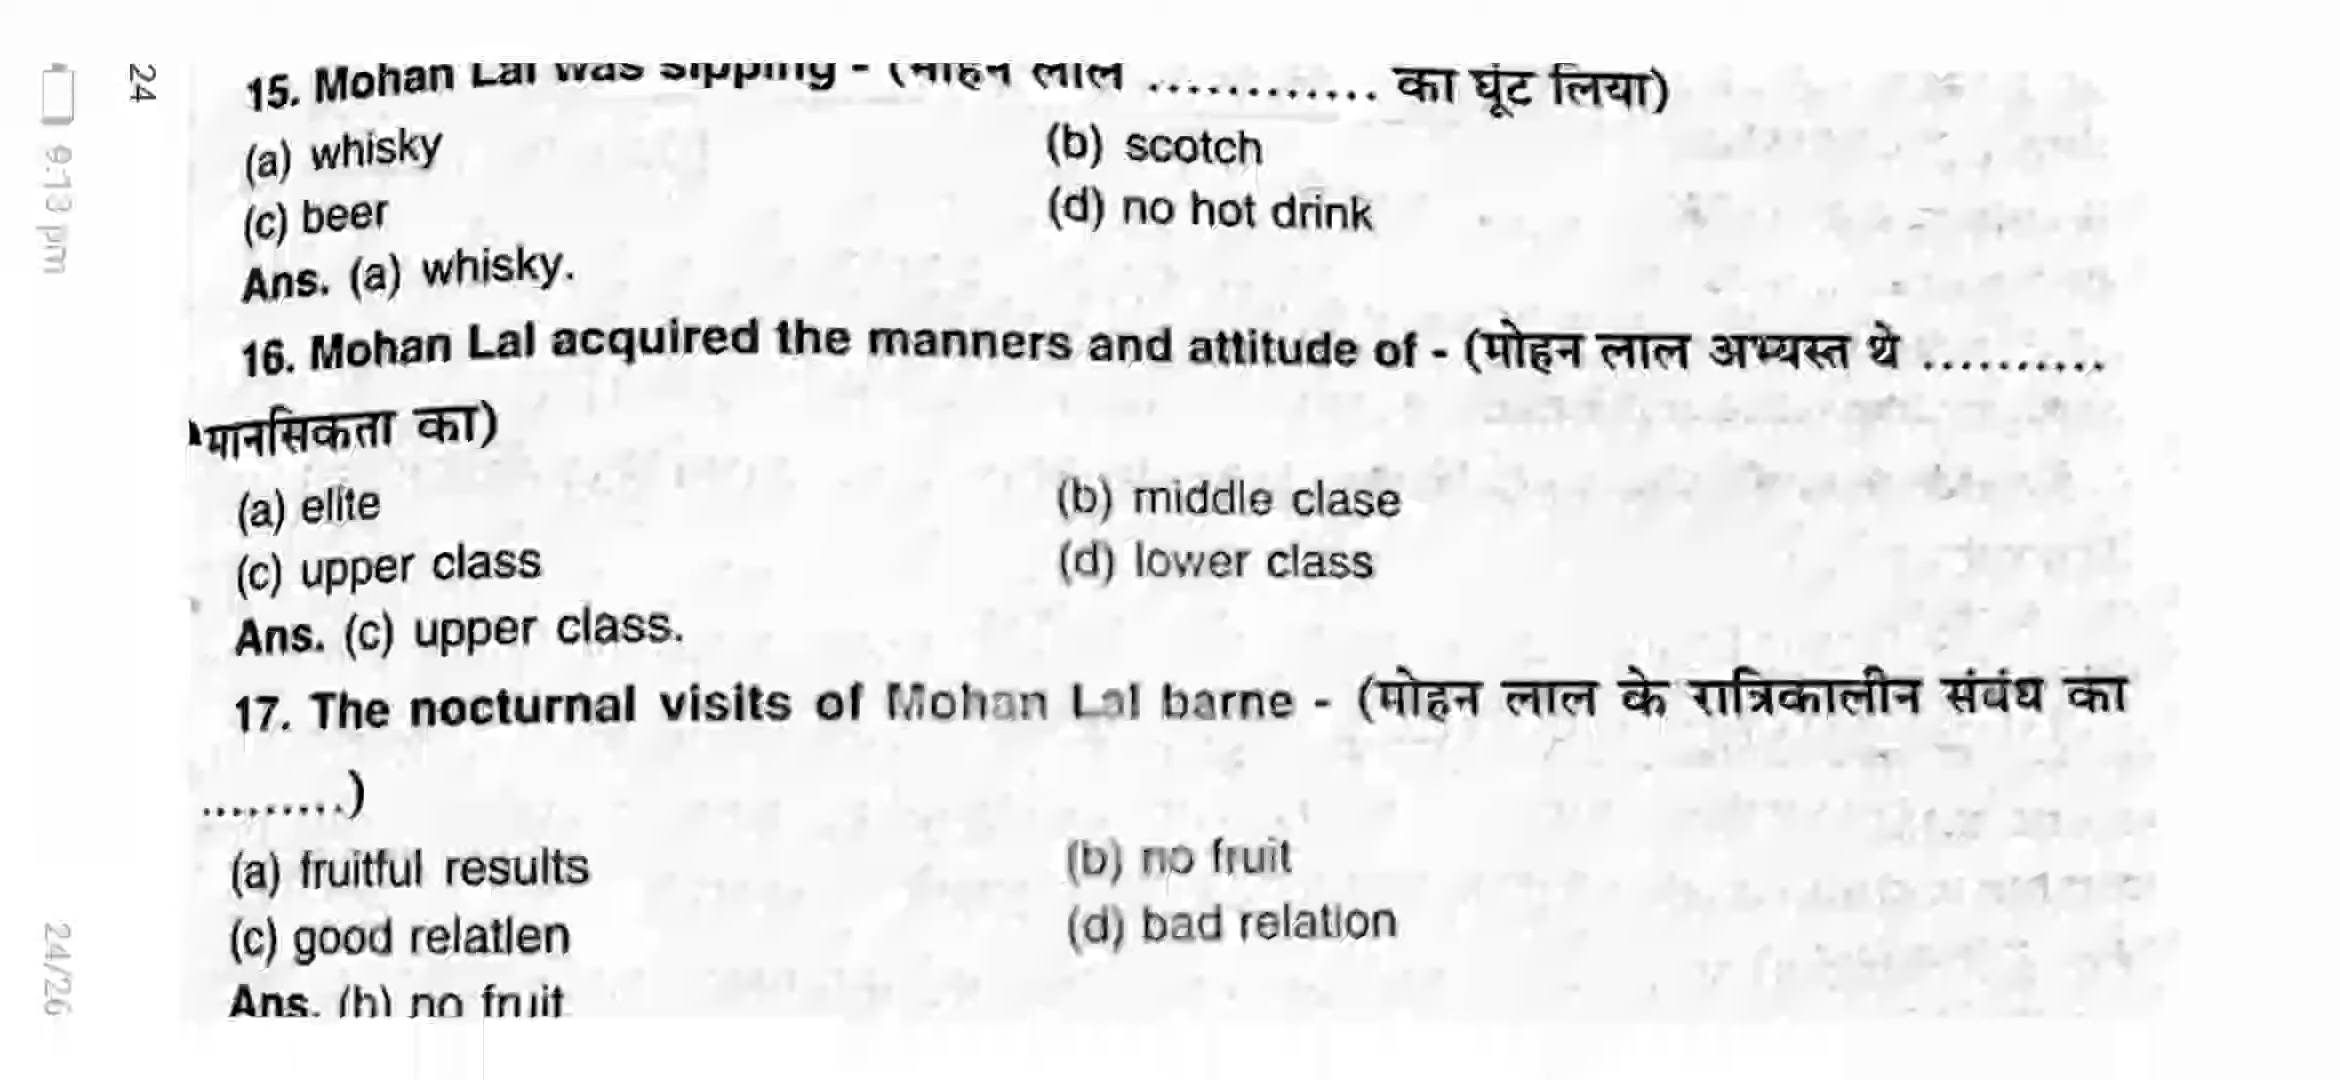 24
9:13 pm
24/26
15. Mohan Lal was sipping - (मोहन लाल ............ का घूंट लिया)
(a) whisky (b) scotch
(c) beer (d) no hot drink
Ans. (a) whisky.
16. Mohan Lal acquired the manners and attitude of - (मोहन लाल अभ्यस्त थे ..........
मानसिकता का)
(a) elite (b) middle clase
(c) upper class (d) lower class
Ans. (c) upper class.
17. The nocturnal visits of Mohan Lal barne - (मोहन लाल के रात्रिकालीन संबंध का
.........)
(a) fruitful results (b) no fruit
(c) good relatlen (d) bad relation
Ans. (b) no fruit